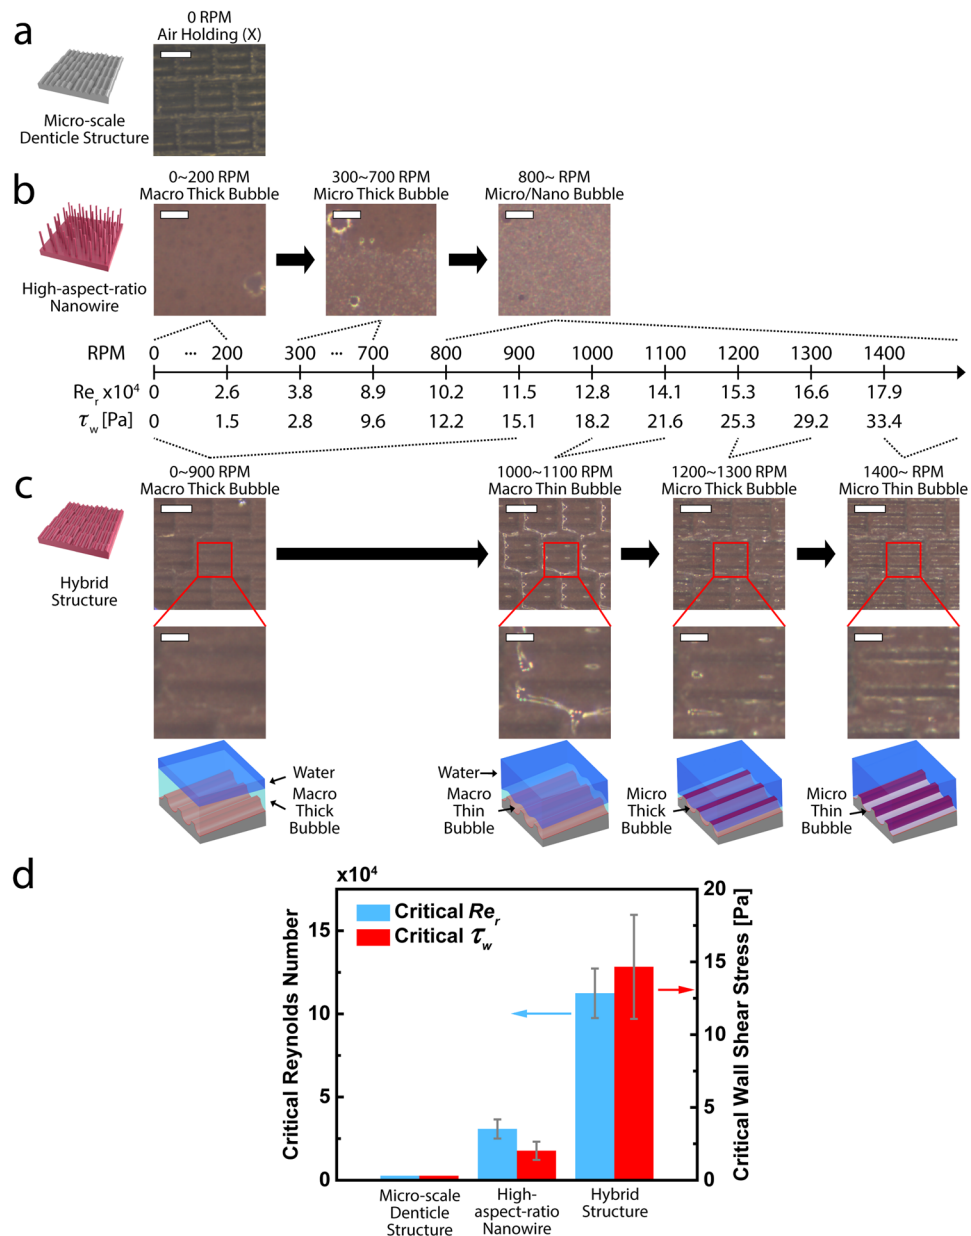 a
0 RPM
Air Holding (X)
Micro-scale
Denticle Structure
b
0~200 RPM
Macro Thick Bubble
300~700 RPM
Micro Thick Bubble
800~ RPM
Micro/Nano Bubble
High-aspect-ratio
Nanowire
RPM 0 ... 200 300 ... 700 800 900 1000 1100 1200 1300 1400
Re_r x10^4 0 2.6 3.8 8.9 10.2 11.5 12.8 14.1 15.3 16.6 17.9
τ_w [Pa] 0 1.5 2.8 9.6 12.2 15.1 18.2 21.6 25.3 29.2 33.4
c
0~900 RPM
Macro Thick Bubble
1000~1100 RPM
Macro Thin Bubble
1200~1300 RPM
Micro Thick Bubble
1400~ RPM
Micro Thin Bubble
Hybrid
Structure
Water
Macro
Thick
Bubble
Water
Macro
Thin
Bubble
Micro
Thick
Bubble
Micro
Thin
Bubble
d
x10^4
Critical Reynolds Number
15
10
5
0
Critical Re_r
Critical τ_w
20
15
10
5
0
Critical Wall Shear Stress [Pa]
Micro-scale
Denticle
Structure
High-
aspect-ratio
Nanowire
Hybrid
Structure